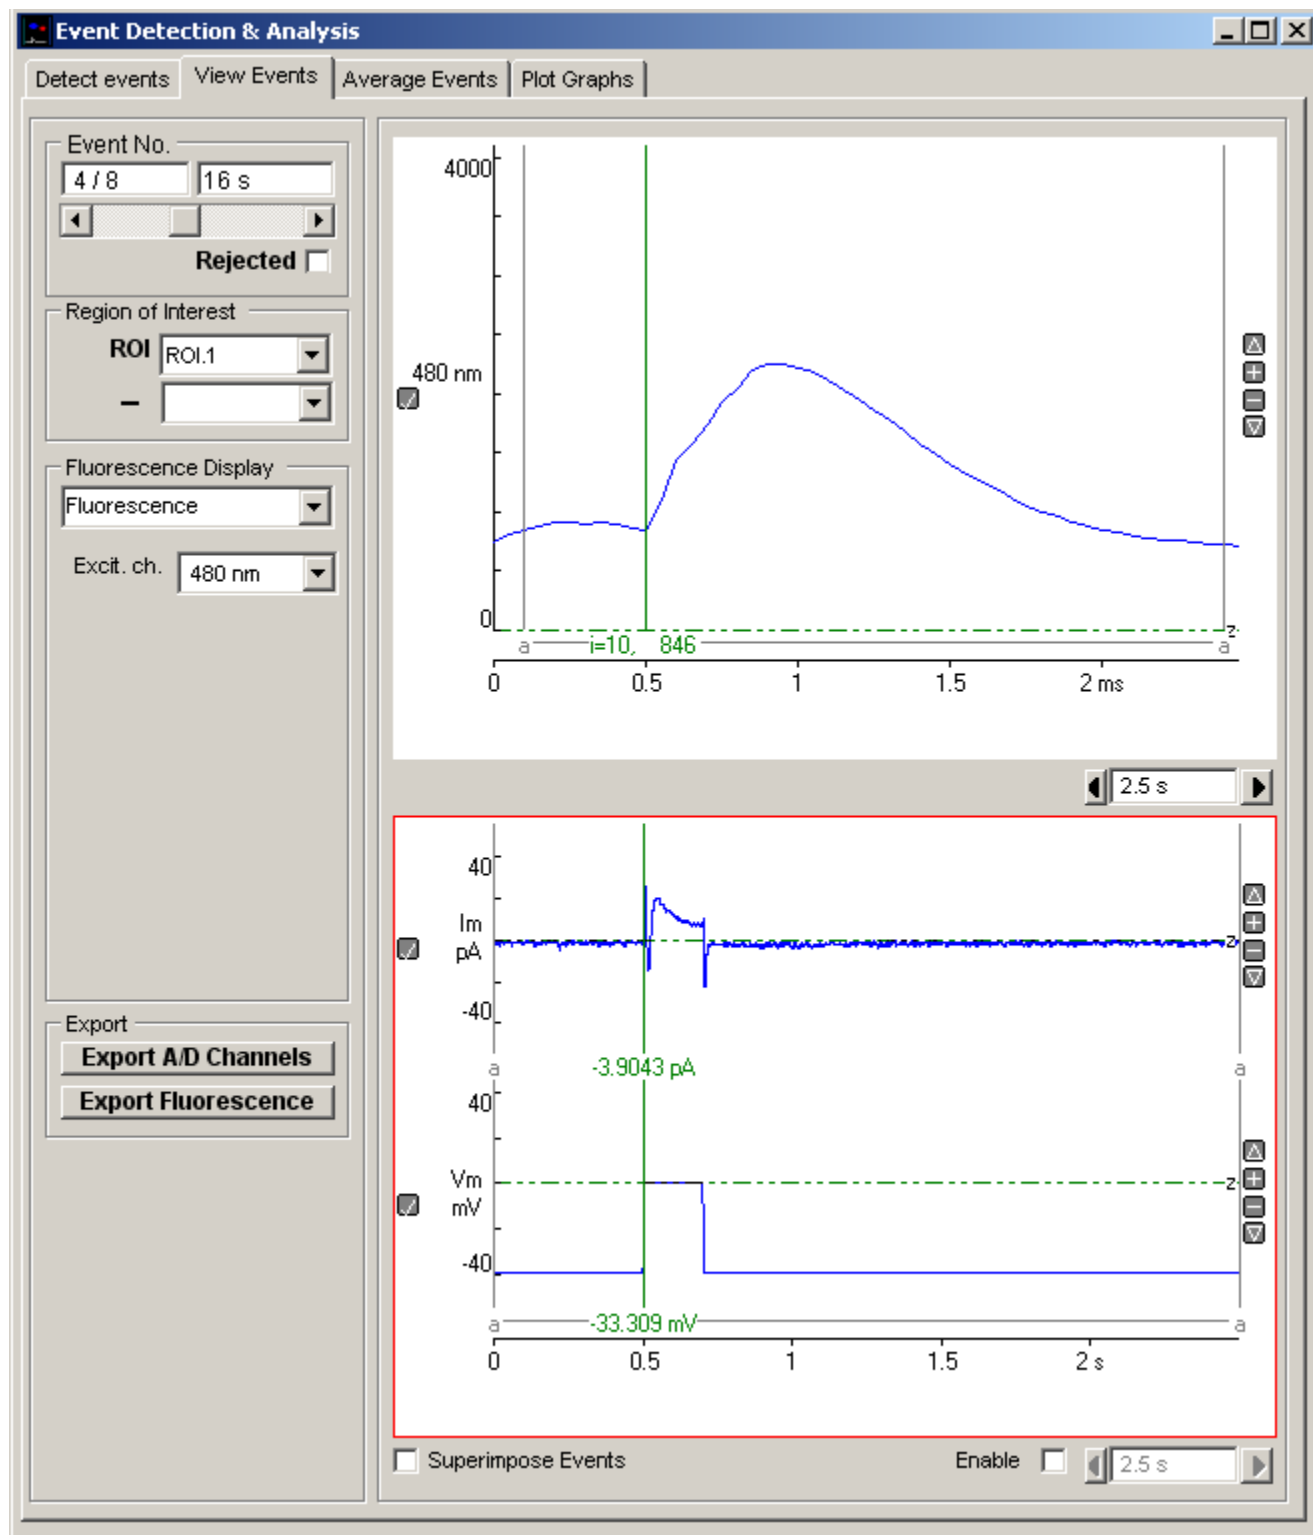 Event Detection & Analysis
Detect events View Events Average Events Plot Graphs
Event No.
4 / 8 16 s
Rejected
Region of Interest
ROI ROI.1
–
Fluorescence Display
Fluorescence
Excit. ch. 480 nm
Export
Export A/D Channels
Export Fluorescence
4000
480 nm
0
z
a i=10, 846 a
0 0.5 1 1.5 2 ms
2.5 s
40
Im
pA
z
-40
a -3.9043 pA a
40
Vm
mV
z
-40
a -33.309 mV a
0 0.5 1 1.5 2 s
Superimpose Events Enable 2.5 s